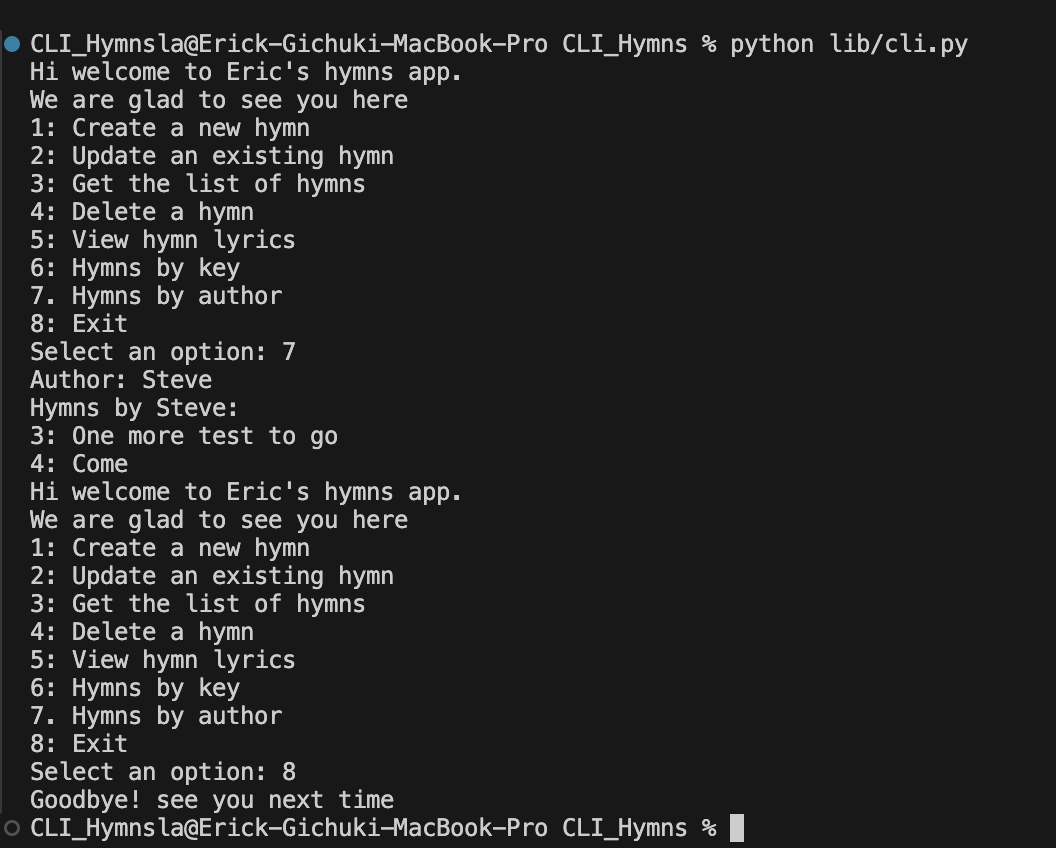 CLI_Hymnsla@Erick-Gichuki-MacBook-Pro CLI_Hymns % python lib/cli.py
Hi welcome to Eric's hymns app.
We are glad to see you here
1: Create a new hymn
2: Update an existing hymn
3: Get the list of hymns
4: Delete a hymn
5: View hymn lyrics
6: Hymns by key
7. Hymns by author
8: Exit
Select an option: 7
Author: Steve
Hymns by Steve:
3: One more test to go
4: Come
Hi welcome to Eric's hymns app.
We are glad to see you here
1: Create a new hymn
2: Update an existing hymn
3: Get the list of hymns
4: Delete a hymn
5: View hymn lyrics
6: Hymns by key
7. Hymns by author
8: Exit
Select an option: 8
Goodbye! see you next time
CLI_Hymnsla@Erick-Gichuki-MacBook-Pro CLI_Hymns %